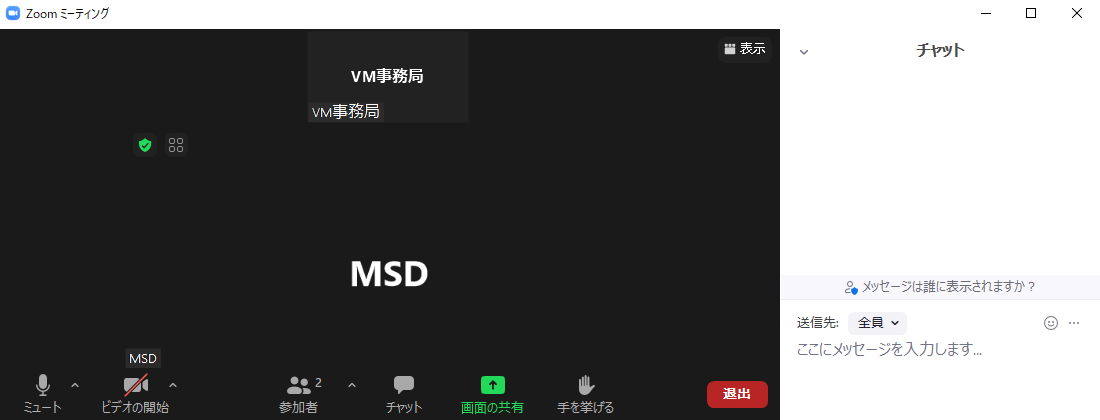 Zoom ミーティング
表示
VM事務局
VM事務局
MSD
MSD
ミュート
ビデオの開始
参加者
2
チャット
画面の共有
手を挙げる
退出
チャット
メッセージは誰に表示されますか？
送信先: 全員
ここにメッセージを入力します...